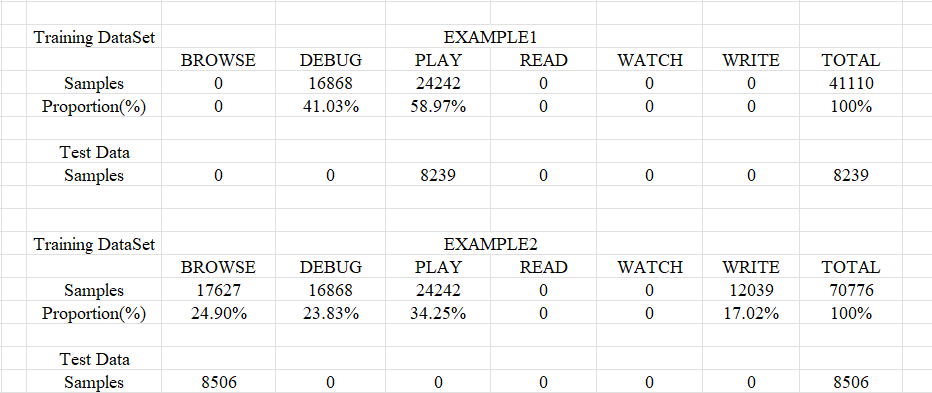 Training DataSet EXAMPLE1
BROWSE DEBUG PLAY READ WATCH WRITE TOTAL
Samples 0 16868 24242 0 0 0 41110
Proportion(%) 0 41.03% 58.97% 0 0 0 100%
Test Data
Samples 0 0 8239 0 0 0 8239
Training DataSet EXAMPLE2
BROWSE DEBUG PLAY READ WATCH WRITE TOTAL
Samples 17627 16868 24242 0 0 12039 70776
Proportion(%) 24.90% 23.83% 34.25% 0 0 17.02% 100%
Test Data
Samples 8506 0 0 0 0 0 8506